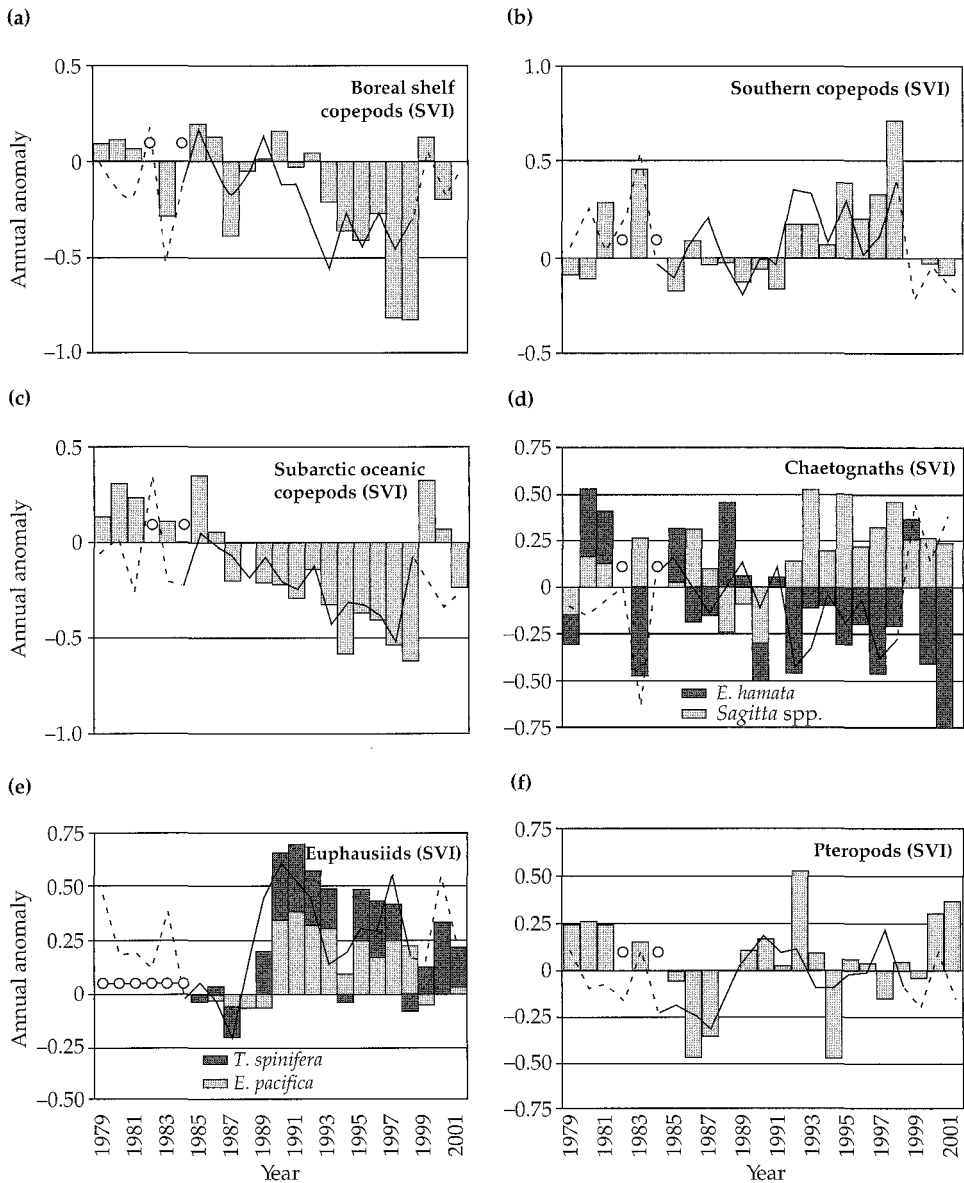 (a)
0.5
0
−0.5
−1.0
Annual anomaly
Boreal shelf
copepods (SVI)
(b)
1.0
0.5
0
-0.5
Southern copepods (SVI)
(c)
0.5
0
−0.5
−1.0
Annual anomaly
Subarctic oceanic
copepods (SVI)
(d)
0.75
0.50
0.25
0
−0.25
−0.50
−0.75
Chaetognaths (SVI)
E. hamata
Sagitta spp.
(e)
0.75
0.50
0.25
0
−0.25
−0.50
Annual anomaly
Euphausiids (SVI)
T. spinifera
E. pacifica
1979
1981
1983
1985
1987
1989
1991
1993
1995
1997
1999
2001
Year
(f)
0.75
0.50
0.25
0
−0.25
−0.50
−0.75
Pteropods (SVI)
1979
1981
1983
1985
1987
1989
1991
1993
1995
1997
1999
2001
Year